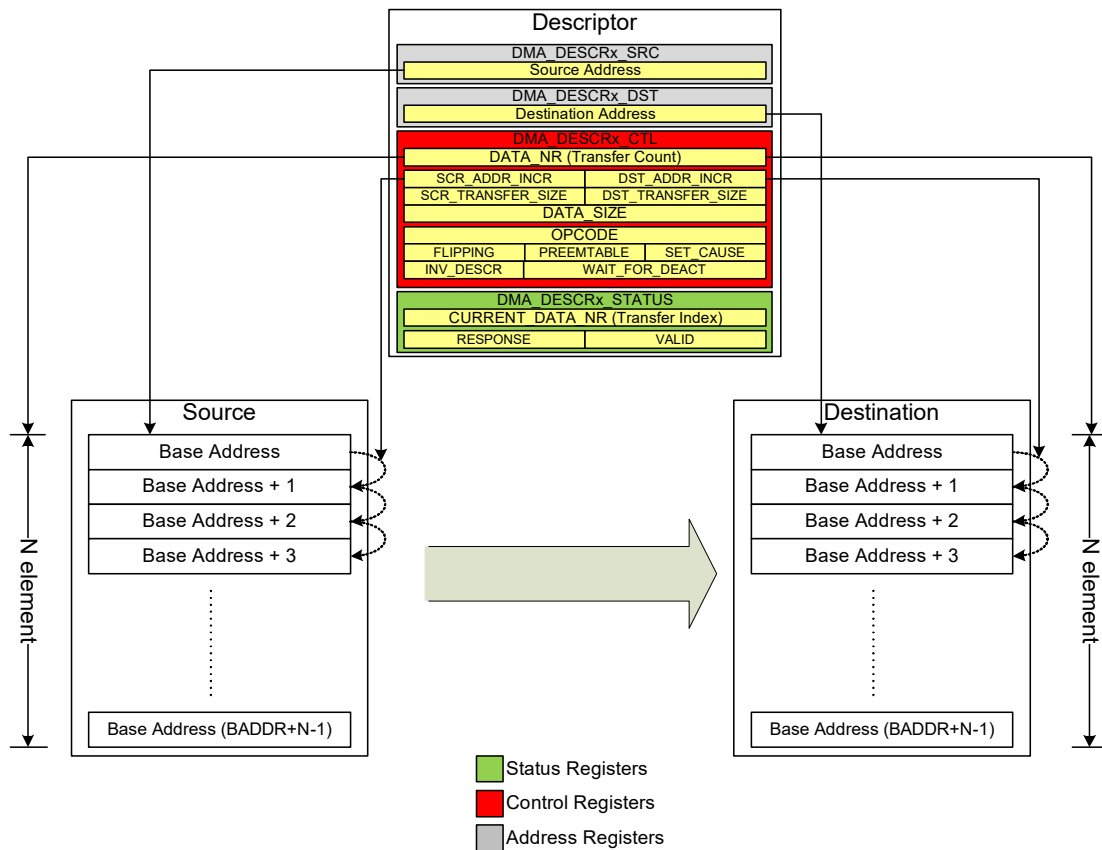 Descriptor
DMA_DESCRx_SRC
Source Address
DMA_DESCRx_DST
Destination Address
DMA_DESCRx_CTL
DATA_NR (Transfer Count)
SCR_ADDR_INCR DST_ADDR_INCR
SCR_TRANSFER_SIZE DST_TRANSFER_SIZE
DATA_SIZE
OPCODE
FLIPPING PREEMTABLE SET_CAUSE
INV_DESCR WAIT_FOR_DEACT
DMA_DESCRx_STATUS
CURRENT_DATA_NR (Transfer Index)
RESPONSE VALID
Source
Base Address
Base Address + 1
Base Address + 2
Base Address + 3
Base Address (BADDR+N-1)
N element
Destination
Base Address
Base Address + 1
Base Address + 2
Base Address + 3
Base Address (BADDR+N-1)
N element
Status Registers
Control Registers
Address Registers